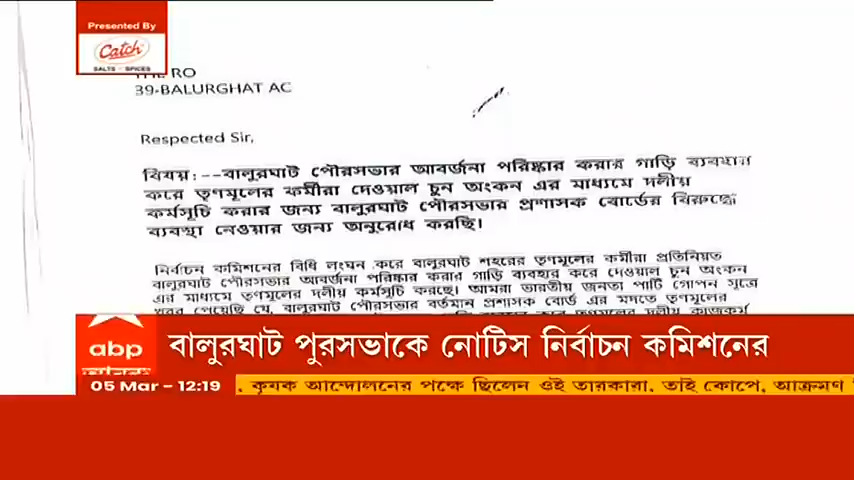 Presented By
Catch
SALTS SPICES
THE RO
39-BALURGHAT AC
Respected Sir,
বিষয়:--বালুরঘাট পৌরসভার আবর্জনা পরিষ্কার করার গাড়ি ব্যবহার
করে তৃণমূলের কর্মীরা দেওয়াল চুন অংকন এর মাধ্যমে দলীয়
কর্মসূচি করার জন্য বালুরঘাট পৌরসভার প্রশাসক বোর্ডের বিরুদ্ধে
ব্যবস্থা নেওয়ার জন্য অনুরোধ করছি।
নির্বাচন কমিশনের বিধি লংঘন করে বালুরঘাট শহরের তৃণমূলের কর্মীরা প্রতিনিয়ত
বালুরঘাট পৌরসভার আবর্জনা পরিষ্কার করার গাড়ি ব্যবহার করে দেওয়াল চুন অংকন
এর মাধ্যমে তৃণমূলের দলীয় কর্মসূচি করছে। আমরা ভারতীয় জনতা পার্টি গোপন সূত্রে
খবর পেয়েছি যে, বালুরঘাট পৌরসভার বর্তমান প্রশাসক বোর্ড এর মদতে তৃণমূলের
তৃণমূলের দলীয় কাজকর্ম
abp
আনন্দ
বালুরঘাট পুরসভাকে নোটিস নির্বাচন কমিশনের
05 Mar – 12:19
. কৃষক আন্দোলনের পক্ষে ছিলেন ওই তারকারা, তাই কোপে, আক্রমণ